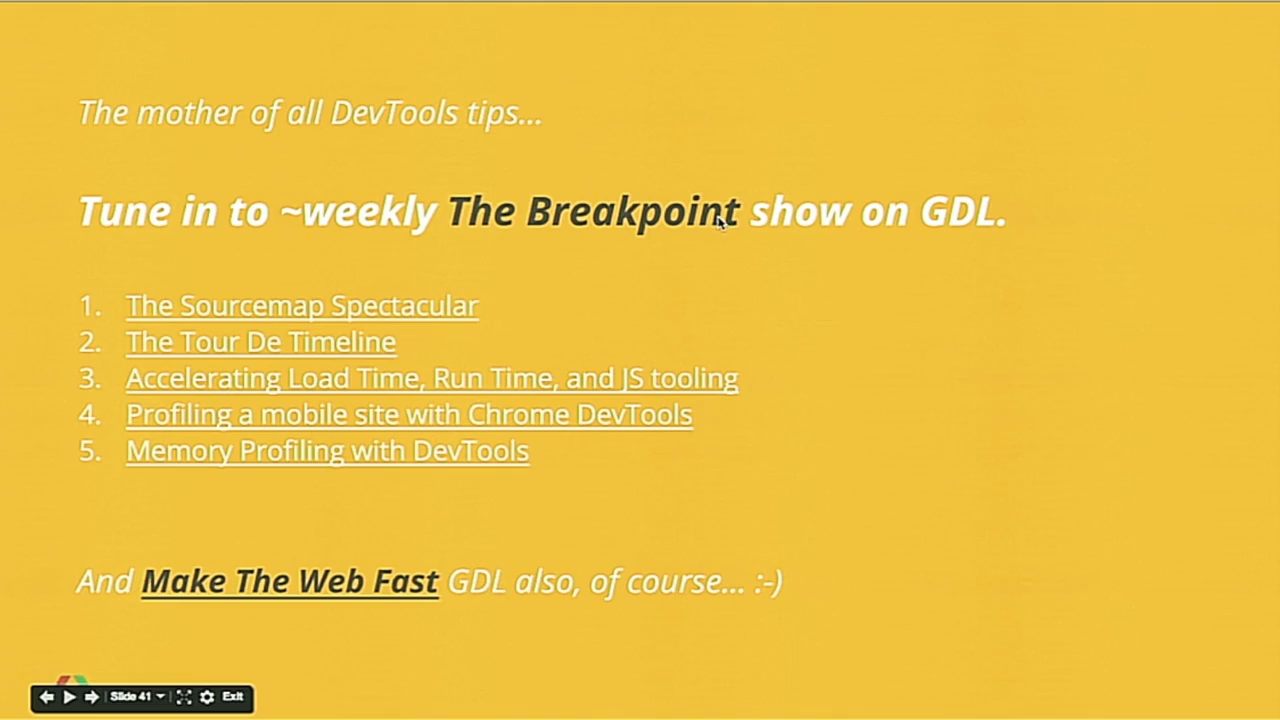 The mother of all DevTools tips...
Tune in to ~weekly The Breakpoint show on GDL.
1. The Sourcemap Spectacular
2. The Tour De Timeline
3. Accelerating Load Time, Run Time, and JS tooling
4. Profiling a mobile site with Chrome DevTools
5. Memory Profiling with DevTools
And Make The Web Fast GDL also, of course... :-)
Slide 41 Exit